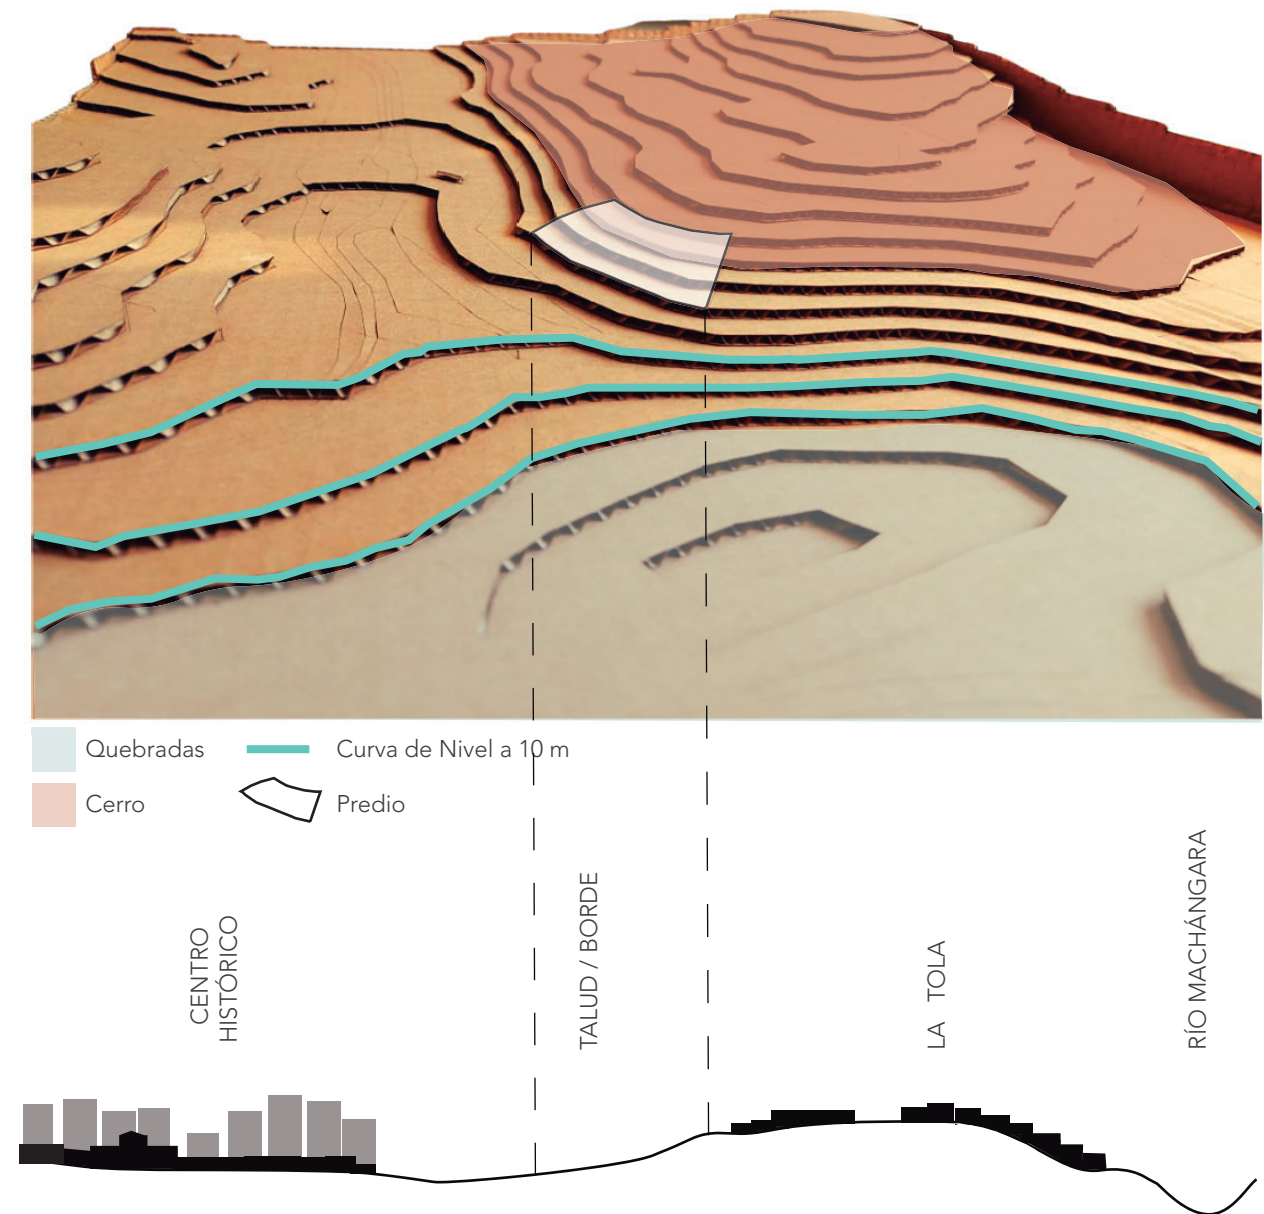 Quebradas
Curva de Nivel a 10 m
Cerro
Predio
CENTRO
HISTÓRICO
TALUD / BORDE
LA TOLA
RÍO MACHÁNGARA